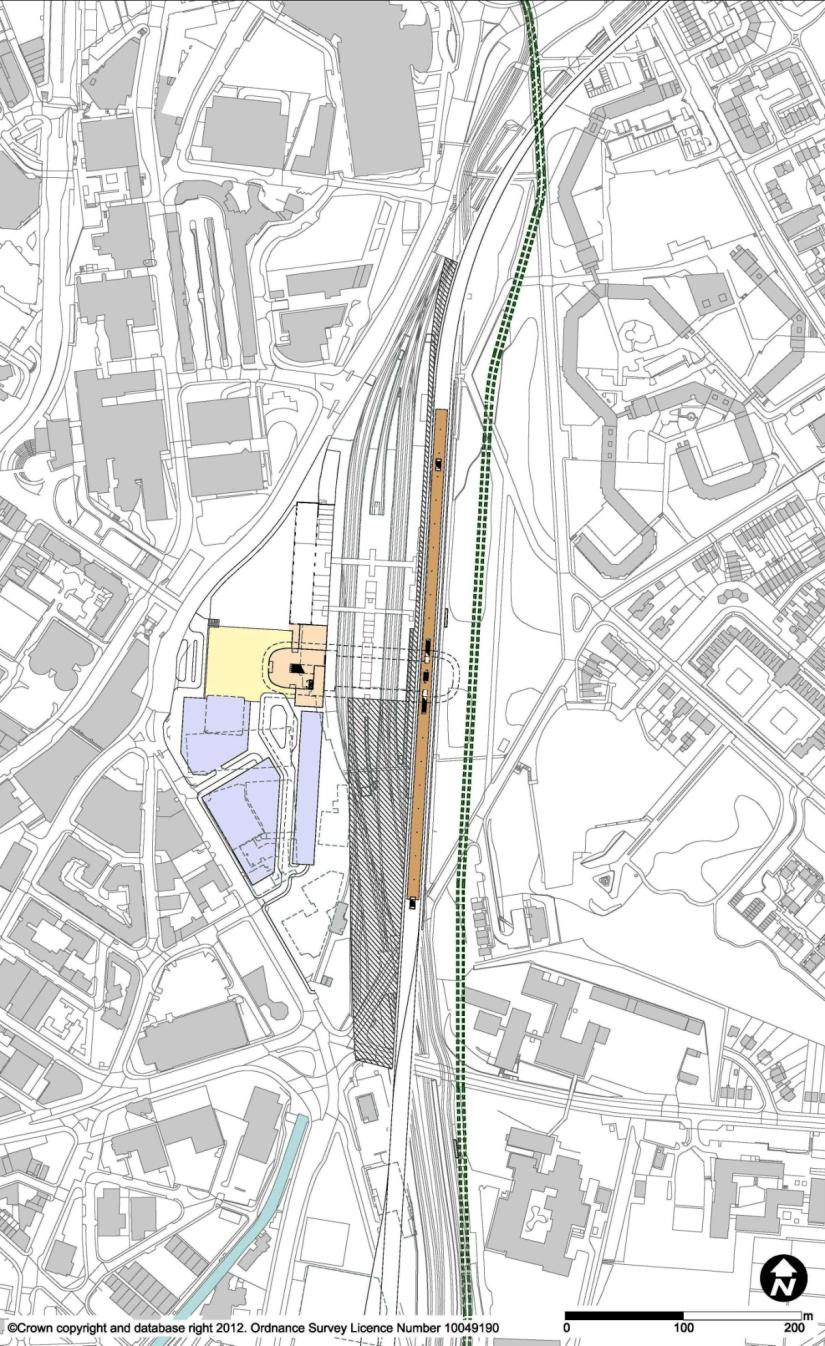 N
m
©Crown copyright and database right 2012. Ordnance Survey Licence Number 10049190
0 100 200